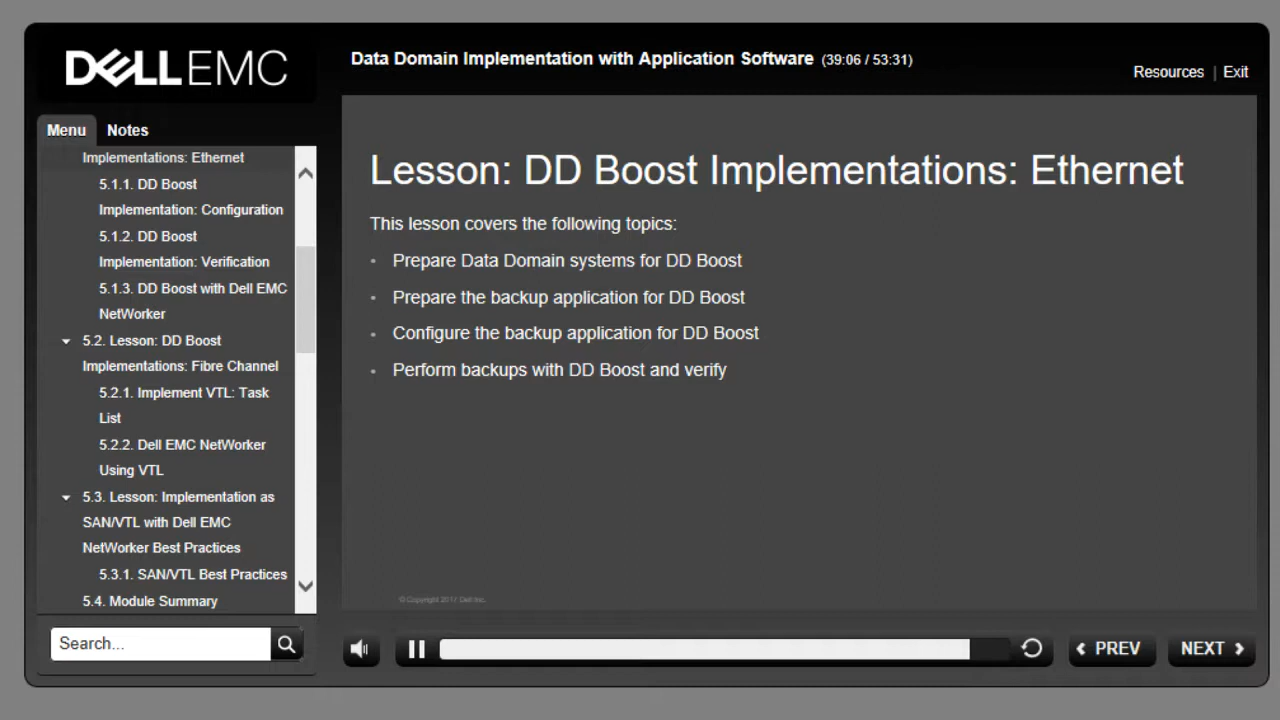 DELL EMC
Data Domain Implementation with Application Software (39:06 / 53:31)
Resources | Exit
Menu Notes
Implementations: Ethernet
5.1.1. DD Boost
Implementation: Configuration
5.1.2. DD Boost
Implementation: Verification
5.1.3. DD Boost with Dell EMC
NetWorker
5.2. Lesson: DD Boost
Implementations: Fibre Channel
5.2.1. Implement VTL: Task
List
5.2.2. Dell EMC NetWorker
Using VTL
5.3. Lesson: Implementation as
SAN/VTL with Dell EMC
NetWorker Best Practices
5.3.1. SAN/VTL Best Practices
5.4. Module Summary
Search...
Lesson: DD Boost Implementations: Ethernet
This lesson covers the following topics:
• Prepare Data Domain systems for DD Boost
• Prepare the backup application for DD Boost
• Configure the backup application for DD Boost
• Perform backups with DD Boost and verify
© Copyright 2017 Dell Inc.
PREV
NEXT